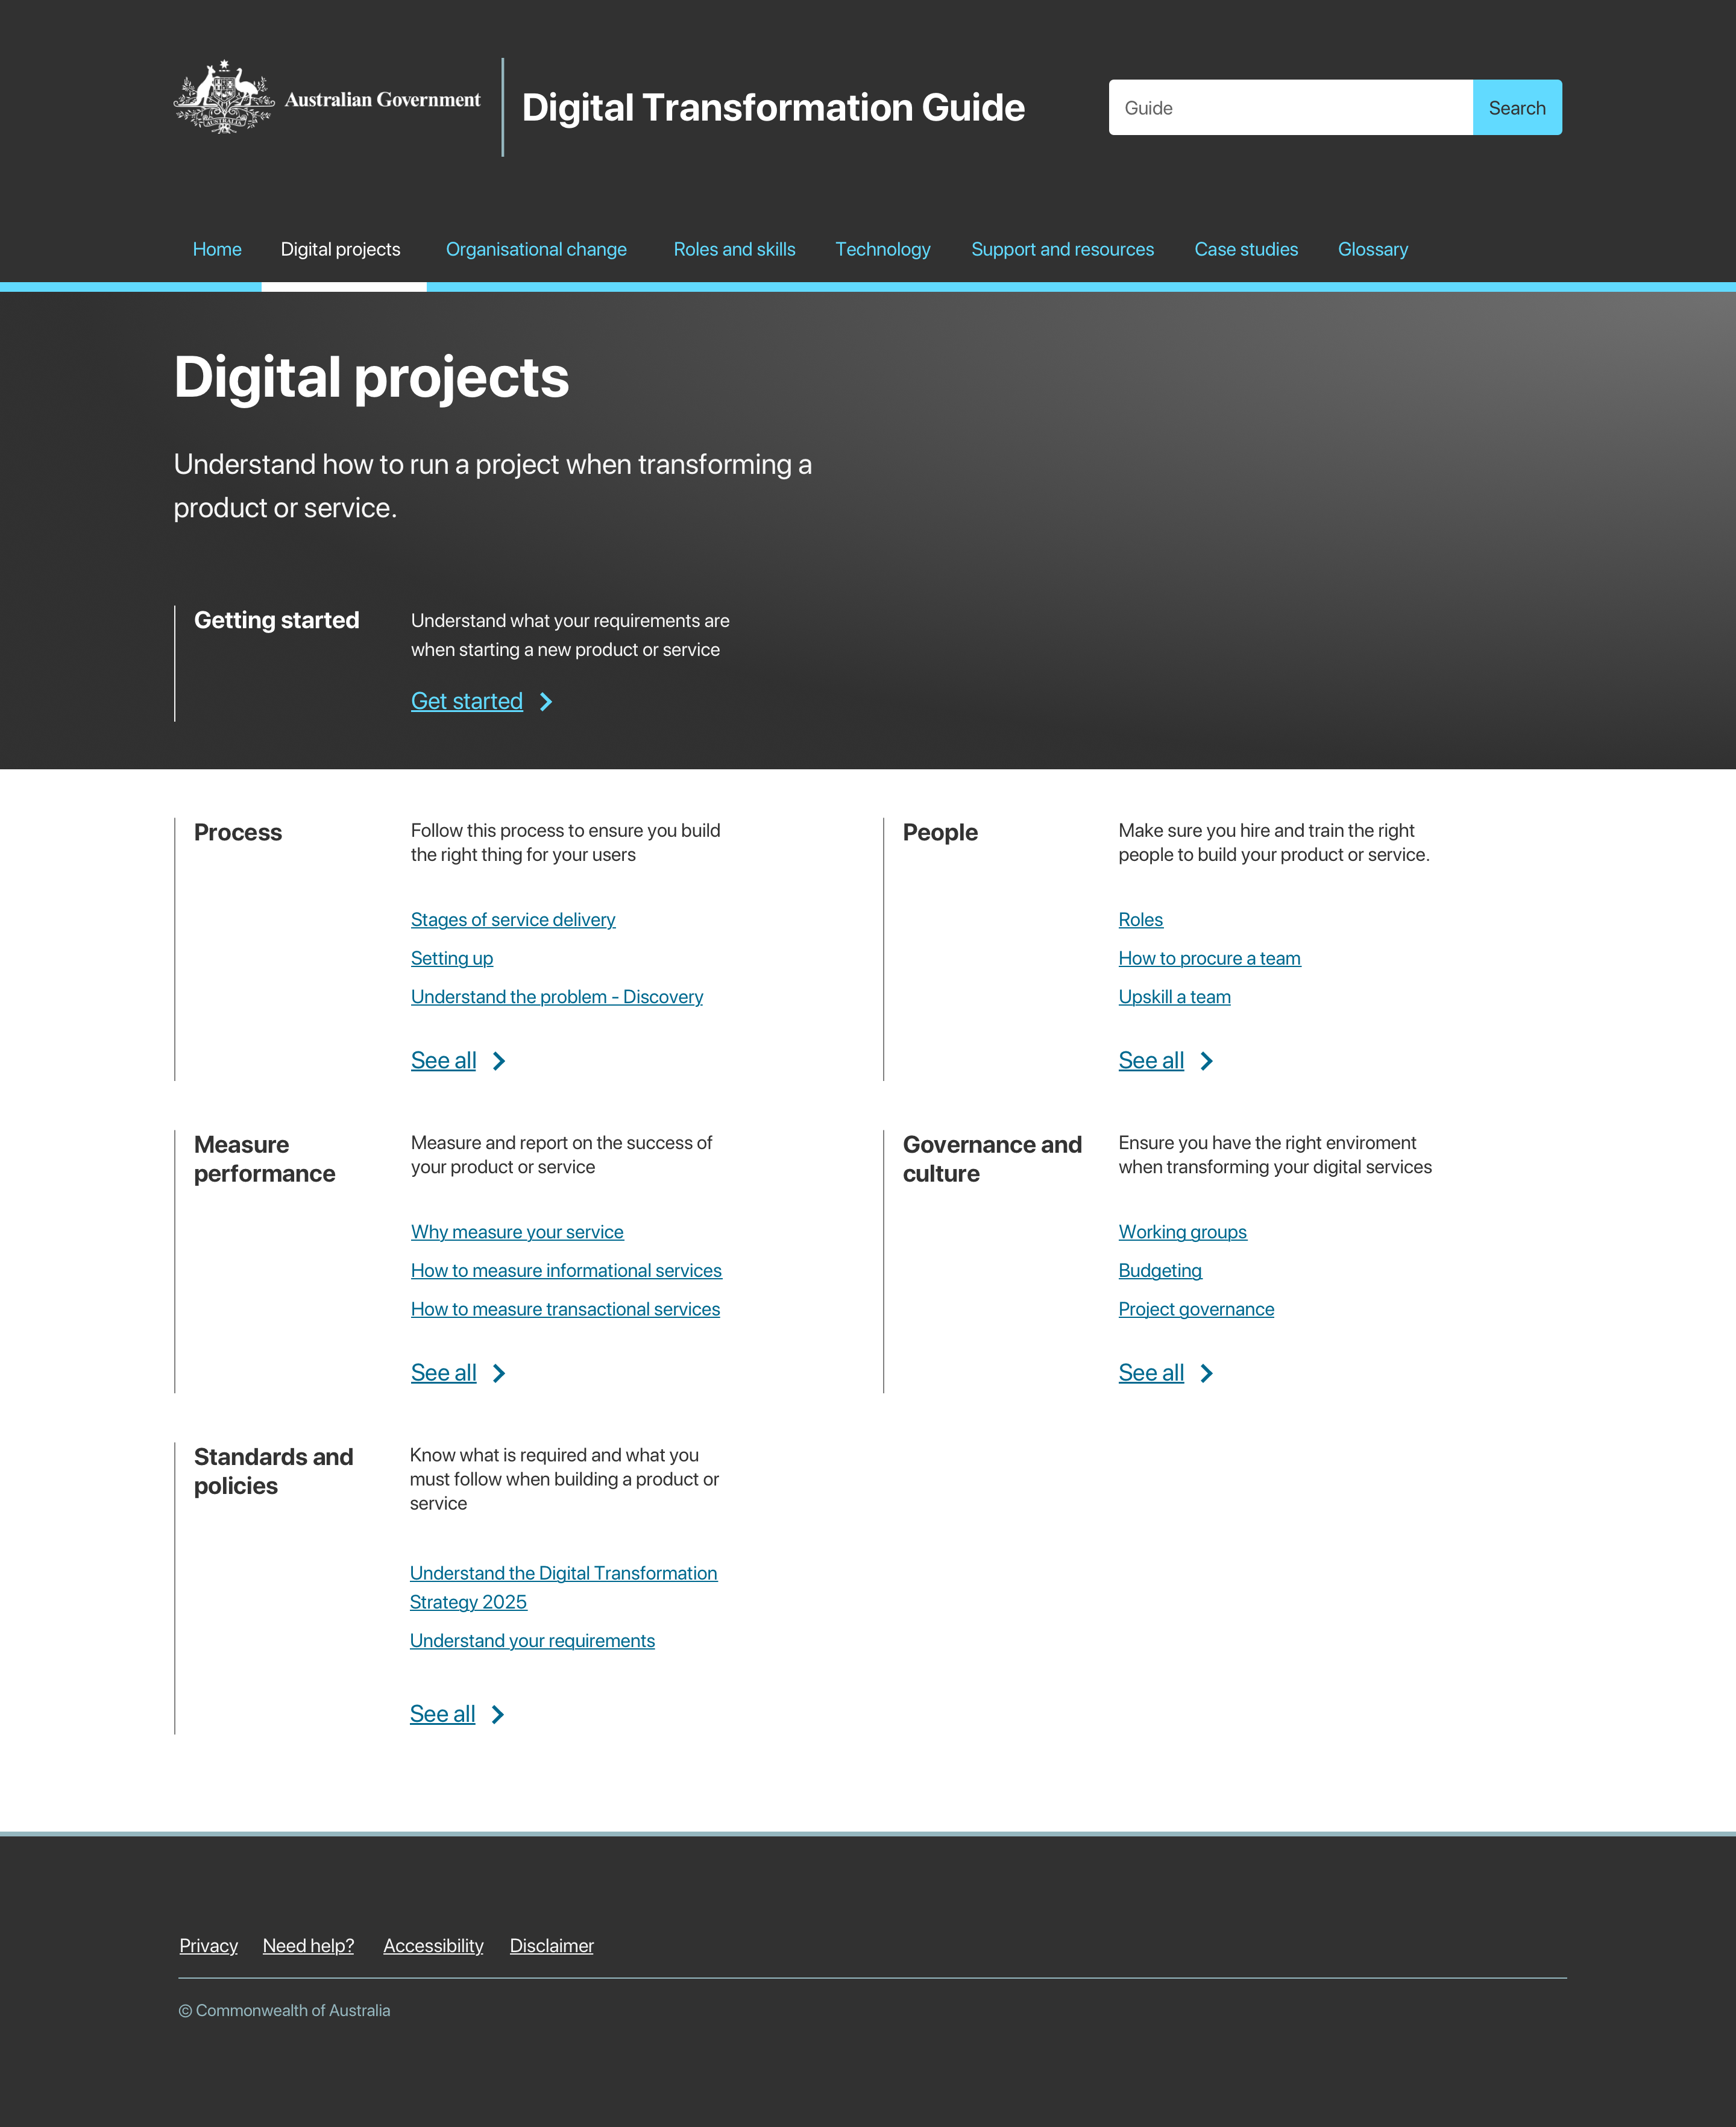 Australian Government
Digital Transformation Guide
Guide
Search
Home
Digital projects
Organisational change
Roles and skills
Technology
Support and resources
Case studies
Glossary
Digital projects
Understand how to run a project when transforming a
product or service.
Getting started
Understand what your requirements are
when starting a new product or service
Get started
Process
Follow this process to ensure you build
the right thing for your users
Stages of service delivery
Setting up
Understand the problem - Discovery
See all
People
Make sure you hire and train the right
people to build your product or service.
Roles
How to procure a team
Upskill a team
See all
Measure
performance
Measure and report on the success of
your product or service
Why measure your service
How to measure informational services
How to measure transactional services
See all
Governance and
culture
Ensure you have the right enviroment
when transforming your digital services
Working groups
Budgeting
Project governance
See all
Standards and
policies
Know what is required and what you
must follow when building a product or
service
Understand the Digital Transformation
Strategy 2025
Understand your requirements
See all
Privacy
Need help?
Accessibility
Disclaimer
© Commonwealth of Australia